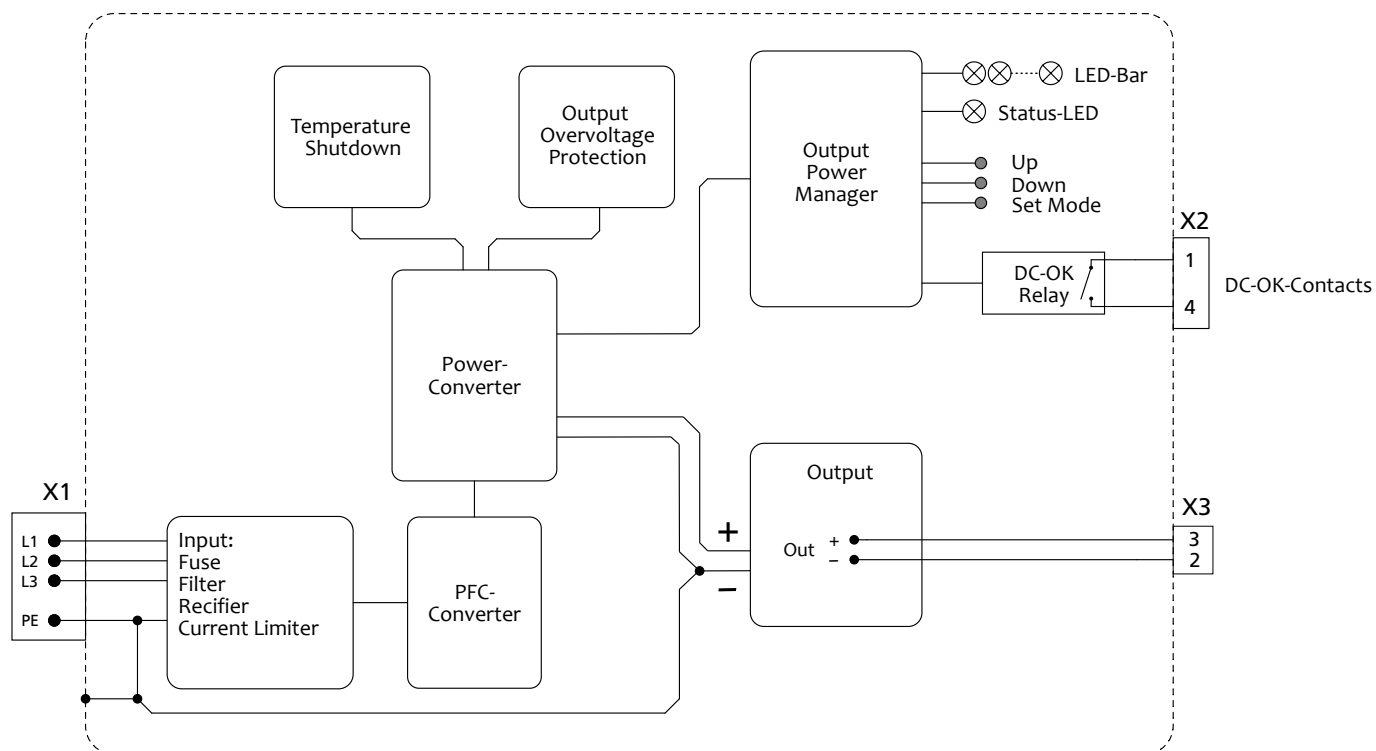 Temperature
Shutdown
Output
Overvoltage
Protection
Output
Power
Manager
LED-Bar
Status-LED
Up
Down
Set Mode
DC-OK
Relay
X2
1
4
DC-OK-Contacts
Power-
Converter
X1
L1
L2
L3
PE
Input:
Fuse
Filter
Recifier
Current Limiter
PFC-
Converter
+
−
Output
Out
+
−
X3
3
2